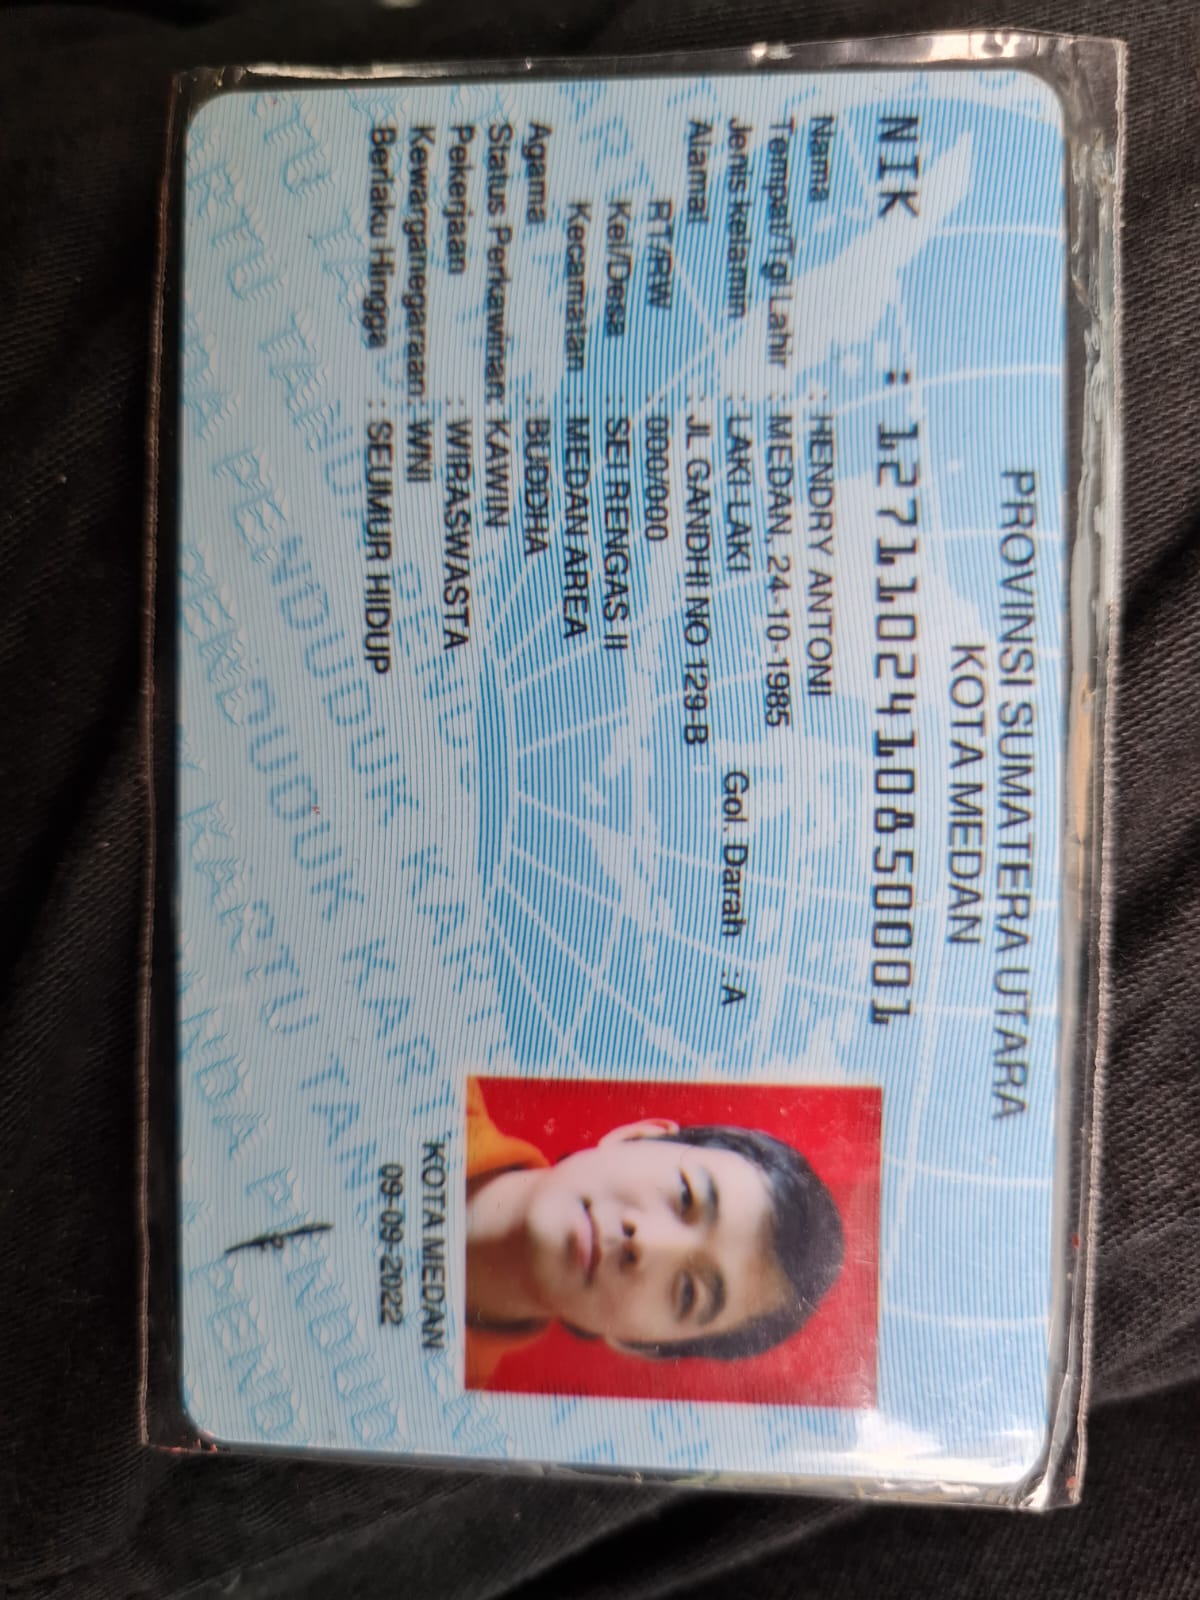 PROVINSI SUMATERA UTARA
KOTA MEDAN
NIK : 1271102410850001
Nama : HENDRY ANTONI
Tempat/Tgl Lahir : MEDAN, 24-10-1985
Jenis kelamin : LAKI-LAKI Gol. Darah :A
Alamat : JL GANDHI NO 129-B
RT/RW : 000/000
Kel/Desa : SEI RENGAS II
Kecamatan : MEDAN AREA
Agama : BUDDHA
Status Perkawinan: KAWIN
Pekerjaan : WIRASWASTA
Kewarganegaraan: WNI
Berlaku Hingga : SEUMUR HIDUP
KOTA MEDAN
09-09-2022